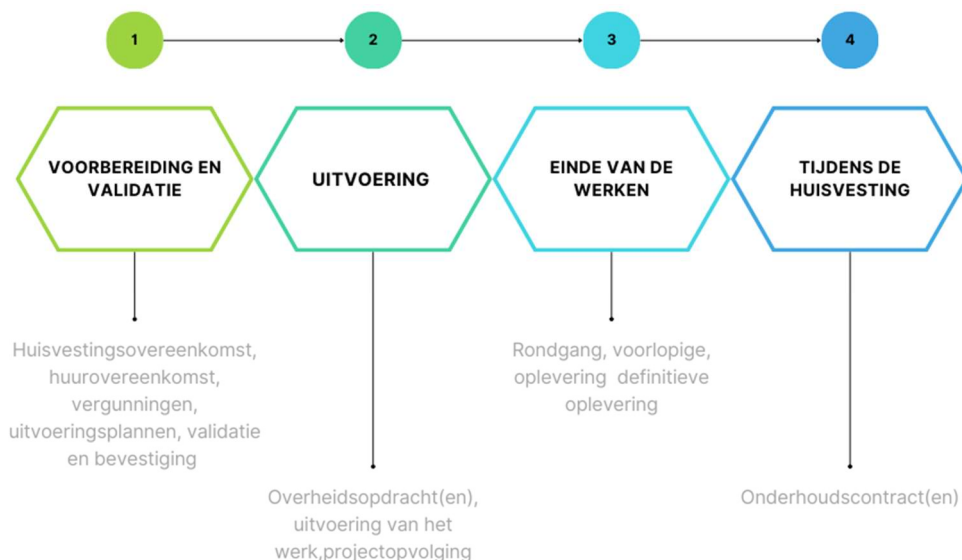 1
2
3
4
VOORBEREIDING EN
VALIDATIE
UITVOERING
EINDE VAN DE
WERKEN
TIJDENS DE
HUISVESTING
Huisvestingsovereenkomst,
huurovereenkomst,
vergunningen,
uitvoeringsplannen, validatie
en bevestiging
Overheidsopdracht(en),
uitvoering van het
werk,projectopvolging
Rondgang, voorlopige,
oplevering  definitieve
oplevering
Onderhoudscontract(en)